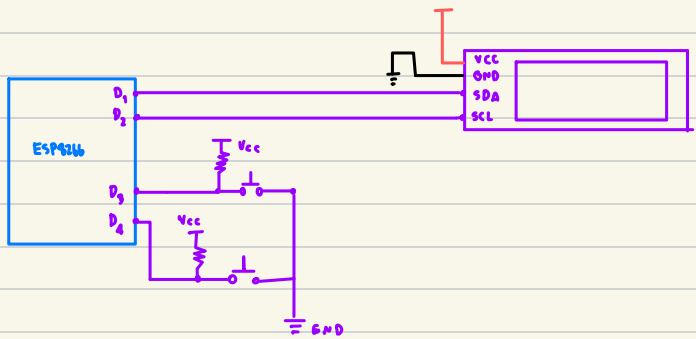 VCC
GND
D1
SDA
D2
SCL
ESP8266
Vcc
D3
D4
Vcc
GND